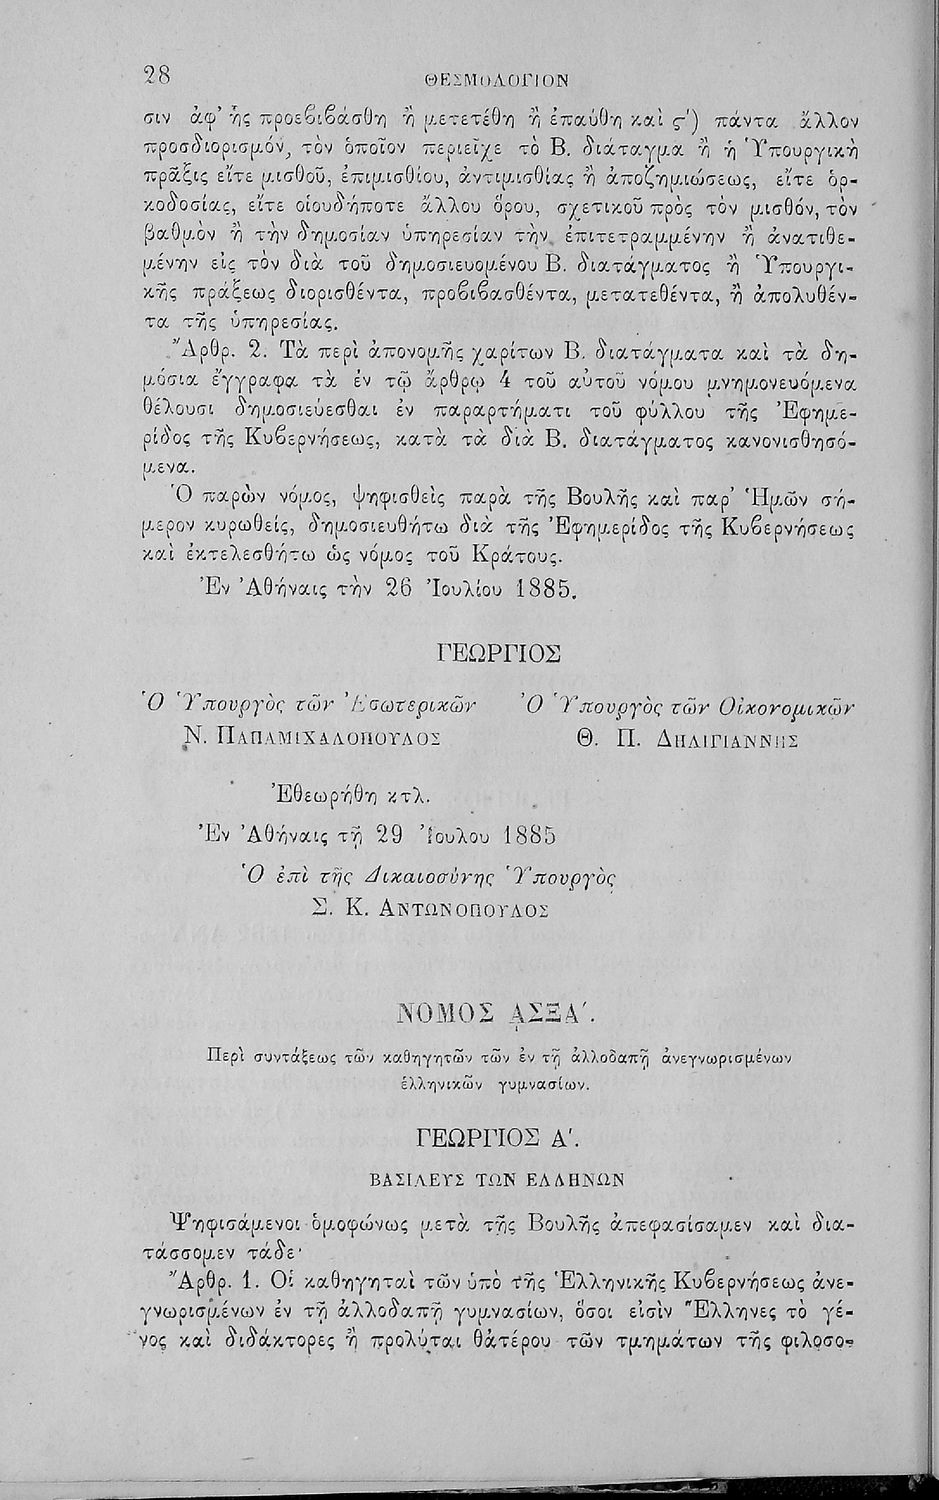 28
ΘΕΣΜΟΛΟΓΙΟΝ
σιν ἀφ' ἧς προεβιβάσθη ἢ μετετέθη ἢ ἐπαύθη καὶ ς') πάντα ἄλλον
προσδιορισμόν, τὸν ὁποῖον περιεῖχε τὸ Β. διάταγμα ἢ ἡ Ὑπουργικὴ
πρᾶξις εἴτε μισθοῦ, ἐπιμισθίου, ἀντιμισθίας ἢ ἀποζημιώσεως, εἴτε ὁρ-
κοδοσίας, εἴτε οἱουδήποτε ἄλλου ὅρου, σχετικοῦ πρὸς τὸν μισθόν, τὸν
βαθμὸν ἢ τὴν δημοσίαν ὑπηρεσίαν τὴν ἐπιτετραμμένην ἢ ἀνατιθε-
μένην εἰς τὸν διὰ τοῦ δημοσιευομένου Β. διατάγματος ἢ Ὑπουργι-
κῆς πράξεως διορισθέντα, προβιβασθέντα, μετατεθέντα, ἢ ἀπολυθέν-
τα τῆς ὑπηρεσίας.
Ἄρθρ. 2. Τὰ περὶ ἀπονομῆς χαρίτων Β. διατάγματα καὶ τὰ δη-
μόσια ἔγγραφα τὰ ἐν τῷ ἄρθρῳ 4 τοῦ αὐτοῦ νόμου μνημονευόμενα
θέλουσι δημοσιεύεσθαι ἐν παραρτήματι τοῦ φύλλου τῆς Ἐφημε-
ρίδος τῆς Κυβερνήσεως, κατὰ τὰ διὰ Β. διατάγματος κανονισθησό-
μενα.
Ὁ παρὼν νόμος, ψηφισθεὶς παρὰ τῆς Βουλῆς καὶ παρ' Ἡμῶν σή-
μερον κυρωθείς, δημοσιευθήτω διὰ τῆς Ἐφημερίδος τῆς Κυβερνήσεως
καὶ ἐκτελεσθήτω ὡς νόμος τοῦ Κράτους.
Ἐν Ἀθήναις τὴν 26 Ἰουλίου 1885.
ΓΕΩΡΓΙΟΣ
Ὁ Ὑπουργὸς τῶν Ἐσωτερικῶν Ὁ Ὑπουργὸς τῶν Οἰκονομικῶν
Ν. ΠΑΠΑΜΙΧΑΛΟΠΟΥΛΟΣ Θ. Π. ΔΗΛΙΓΙΑΝΝΗΣ
Ἐθεωρήθη κτλ.
Ἐν Ἀθήναις τῇ 29 Ἰουλου 1885
Ὁ ἐπὶ τῆς Δικαιοσύνης Ὑπουργὸς
Σ. Κ. ΑΝΤΩΝΟΠΟΥΛΟΣ
ΝΟΜΟΣ ͵ΑΣΞΑ'.
Περὶ συντάξεως τῶν καθηγητῶν τῶν ἐν τῇ ἀλλοδαπῇ ἀνεγνωρισμένων
ἑλληνικῶν γυμνασίων.
ΓΕΩΡΓΙΟΣ Α'.
ΒΑΣΙΛΕΥΣ ΤΩΝ ΕΛΛΗΝΩΝ
Ψηφισάμενοι ὁμοφώνως μετὰ τῆς Βουλῆς ἀπεφασίσαμεν καὶ δια-
τάσσομεν τάδε·
Ἄρθρ. 1. Οἱ καθηγηταὶ τῶν ὑπὸ τῆς Ἑλληνικῆς Κυβερνήσεως ἀνε-
γνωρισμένων ἐν τῇ ἀλλοδαπῇ γυμνασίων, ὅσοι εἰσὶν Ἕλληνες τὸ γέ-
νος καὶ διδάκτορες ἢ προλύται θἀτέρου τῶν τμημάτων τῆς φιλοσο-